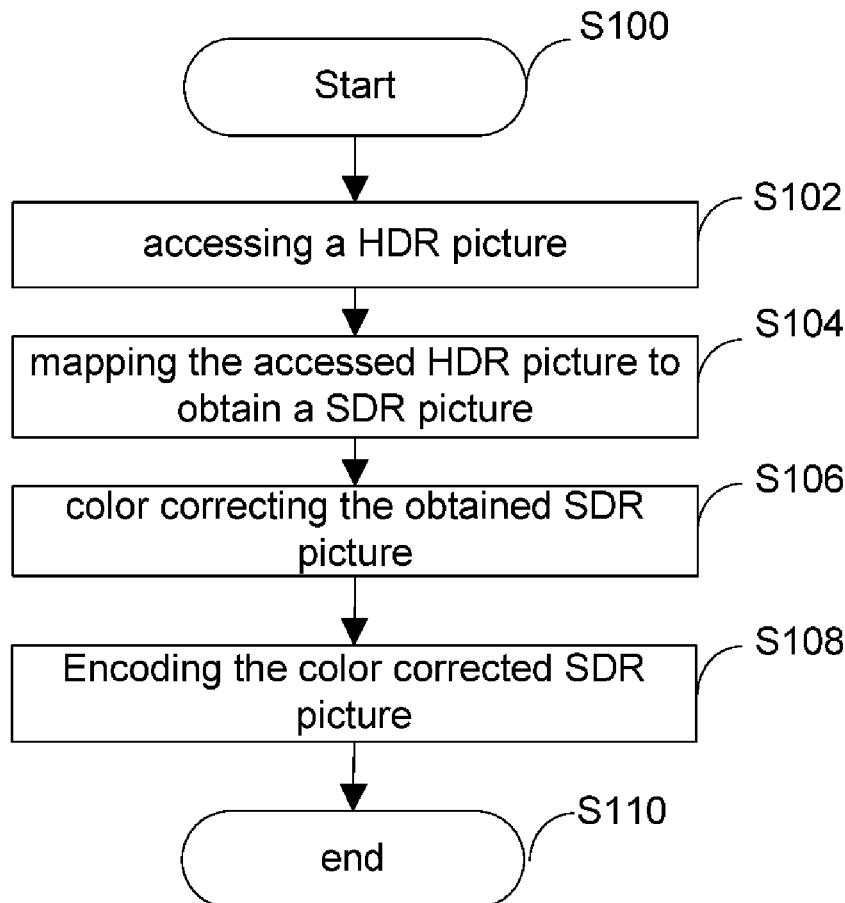 S100
Start
S102
accessing a HDR picture
S104
mapping the accessed HDR picture to
obtain a SDR picture
S106
color correcting the obtained SDR
picture
S108
Encoding the color corrected SDR
picture
S110
end